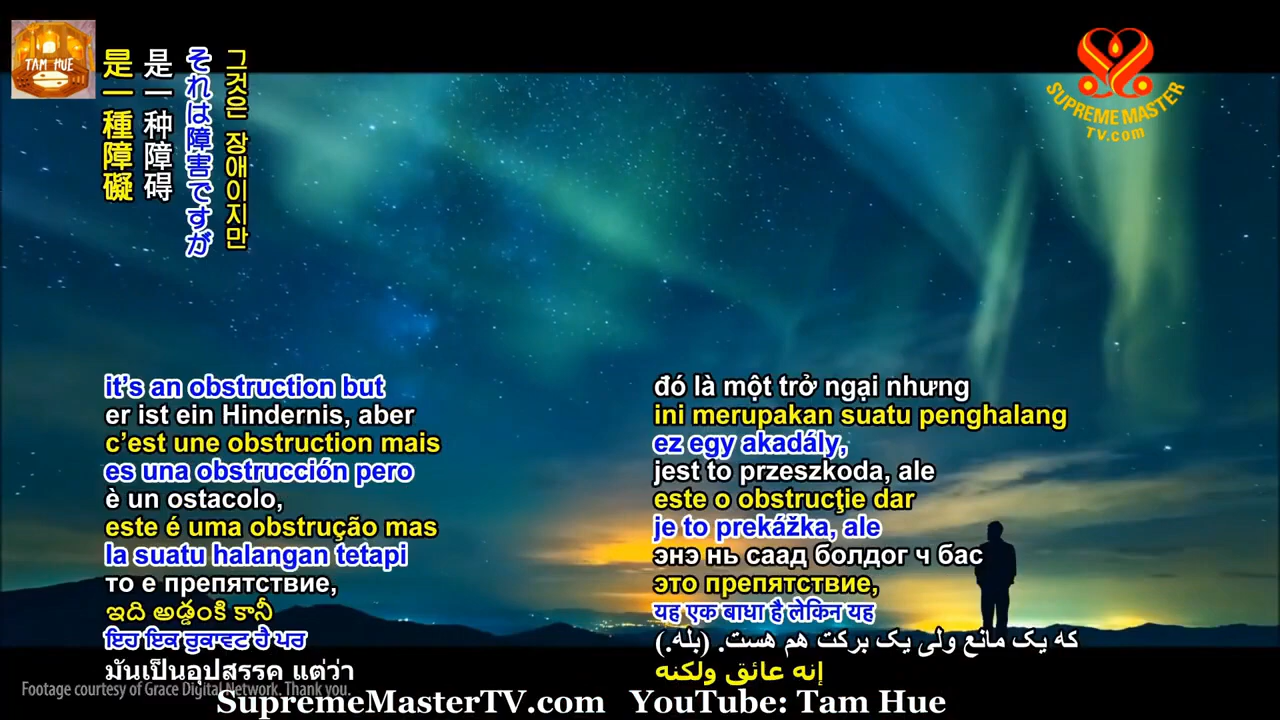 TAM HUE
是一種障礙
是一种障碍
それは障害ですが
그것은 장애이지만
SUPREME MASTER
TV.com
it's an obstruction but
er ist ein Hindernis, aber
c'est une obstruction mais
es una obstrucción pero
è un ostacolo,
este é uma obstrução mas
Ia suatu halangan tetapi
то е препятствие,
ఇది అడ్డంకి కానీ
ਇਹ ਇਕ ਰੁਕਾਵਟ ਹੈ ਪਰ
มันเป็นอุปสรรค แต่ว่า
đó là một trở ngại nhưng
ini merupakan suatu penghalang
ez egy akadály,
jest to przeszkoda, ale
este o obstrucţie dar
je to prekážka, ale
энэ нь саад болдог ч бас
это препятствие,
यह एक बाधा है लेकिन यह
که یک مانع ولی یک برکت هم هست. (بله.)
إنه عائق ولكنه
Footage courtesy of Grace Digital Network. Thank you.
SupremeMasterTV.com YouTube: Tam Hue